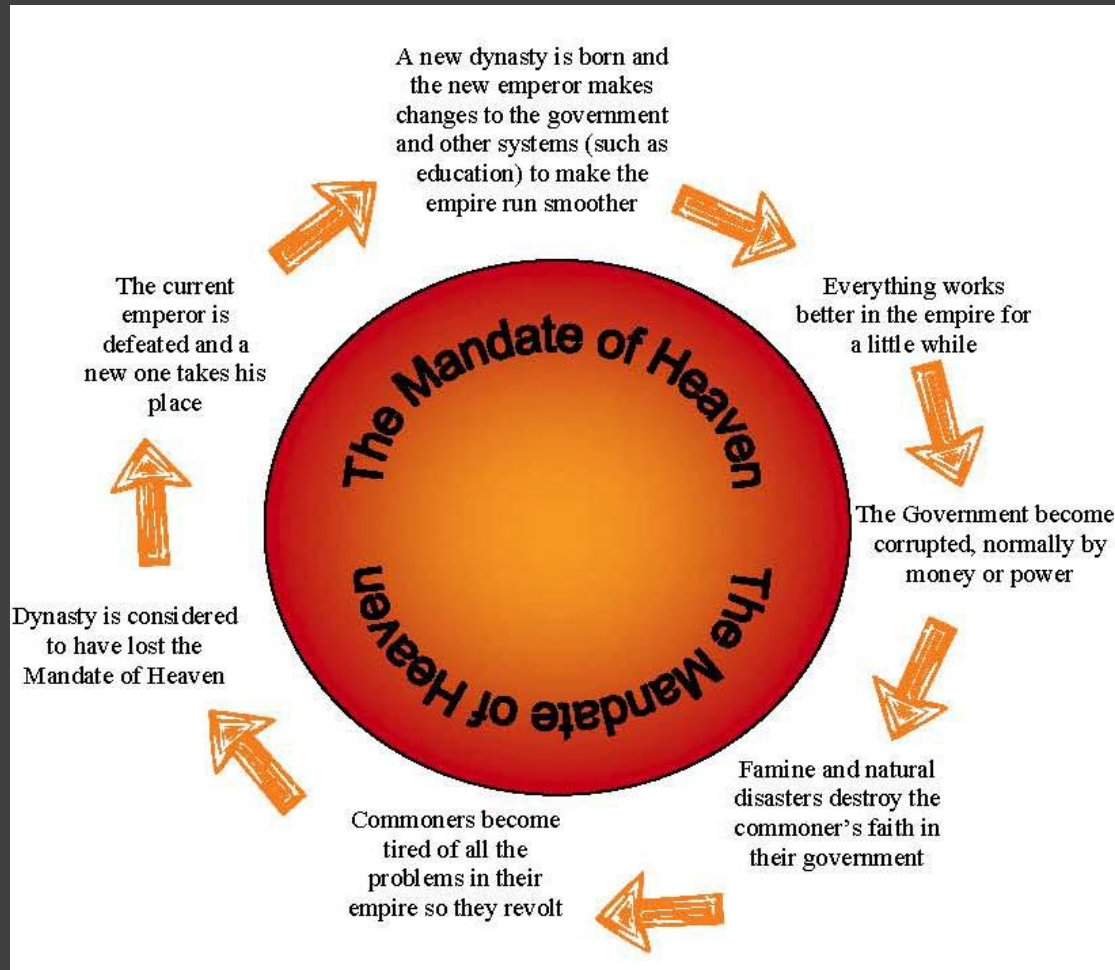 A new dynasty is born and
the new emperor makes
changes to the government
and other systems (such as
education) to make the
empire run smoother
Everything works
better in the empire for
a little while
The Government become
corrupted, normally by
money or power
Famine and natural
disasters destroy the
commoner’s faith in
their government
Commoners become
tired of all the
problems in their
empire so they revolt
Dynasty is considered
to have lost the
Mandate of Heaven
The current
emperor is
defeated and a
new one takes his
place
The Mandate of Heaven
The Mandate of Heaven